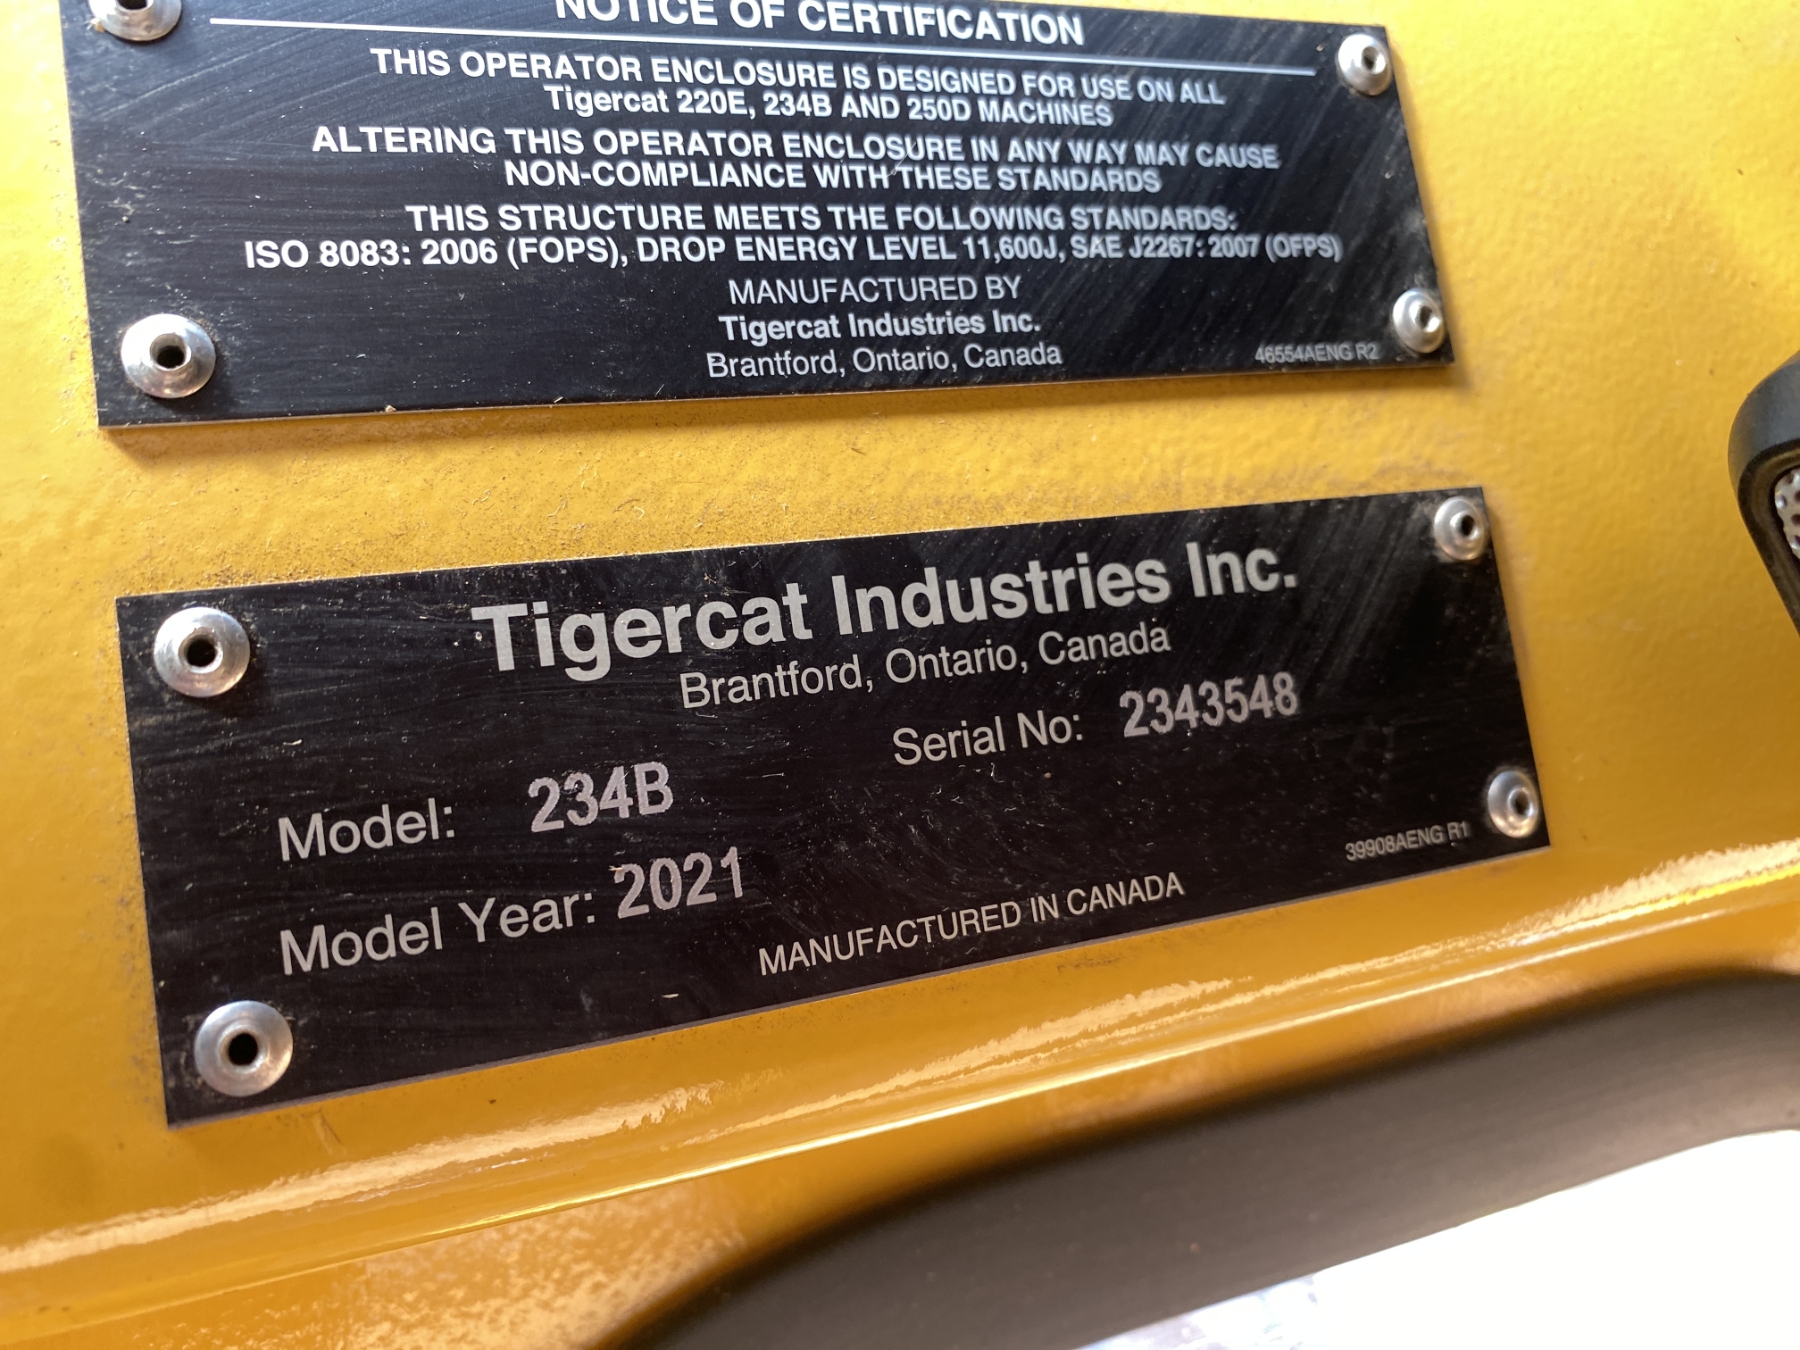 NOTICE OF CERTIFICATION
THIS OPERATOR ENCLOSURE IS DESIGNED FOR USE ON ALL
Tigercat 220E, 234B AND 250D MACHINES
ALTERING THIS OPERATOR ENCLOSURE IN ANY WAY MAY CAUSE
NON-COMPLIANCE WITH THESE STANDARDS
THIS STRUCTURE MEETS THE FOLLOWING STANDARDS:
ISO 8083: 2006 (FOPS), DROP ENERGY LEVEL 11,600J, SAE J2267: 2007 (OFPS)
MANUFACTURED BY
Tigercat Industries Inc.
Brantford, Ontario, Canada
46554AENG R2
Tigercat Industries Inc.
Brantford, Ontario, Canada
Serial No: 2343548
Model: 234B
Model Year: 2021
39908AENG R1
MANUFACTURED IN CANADA